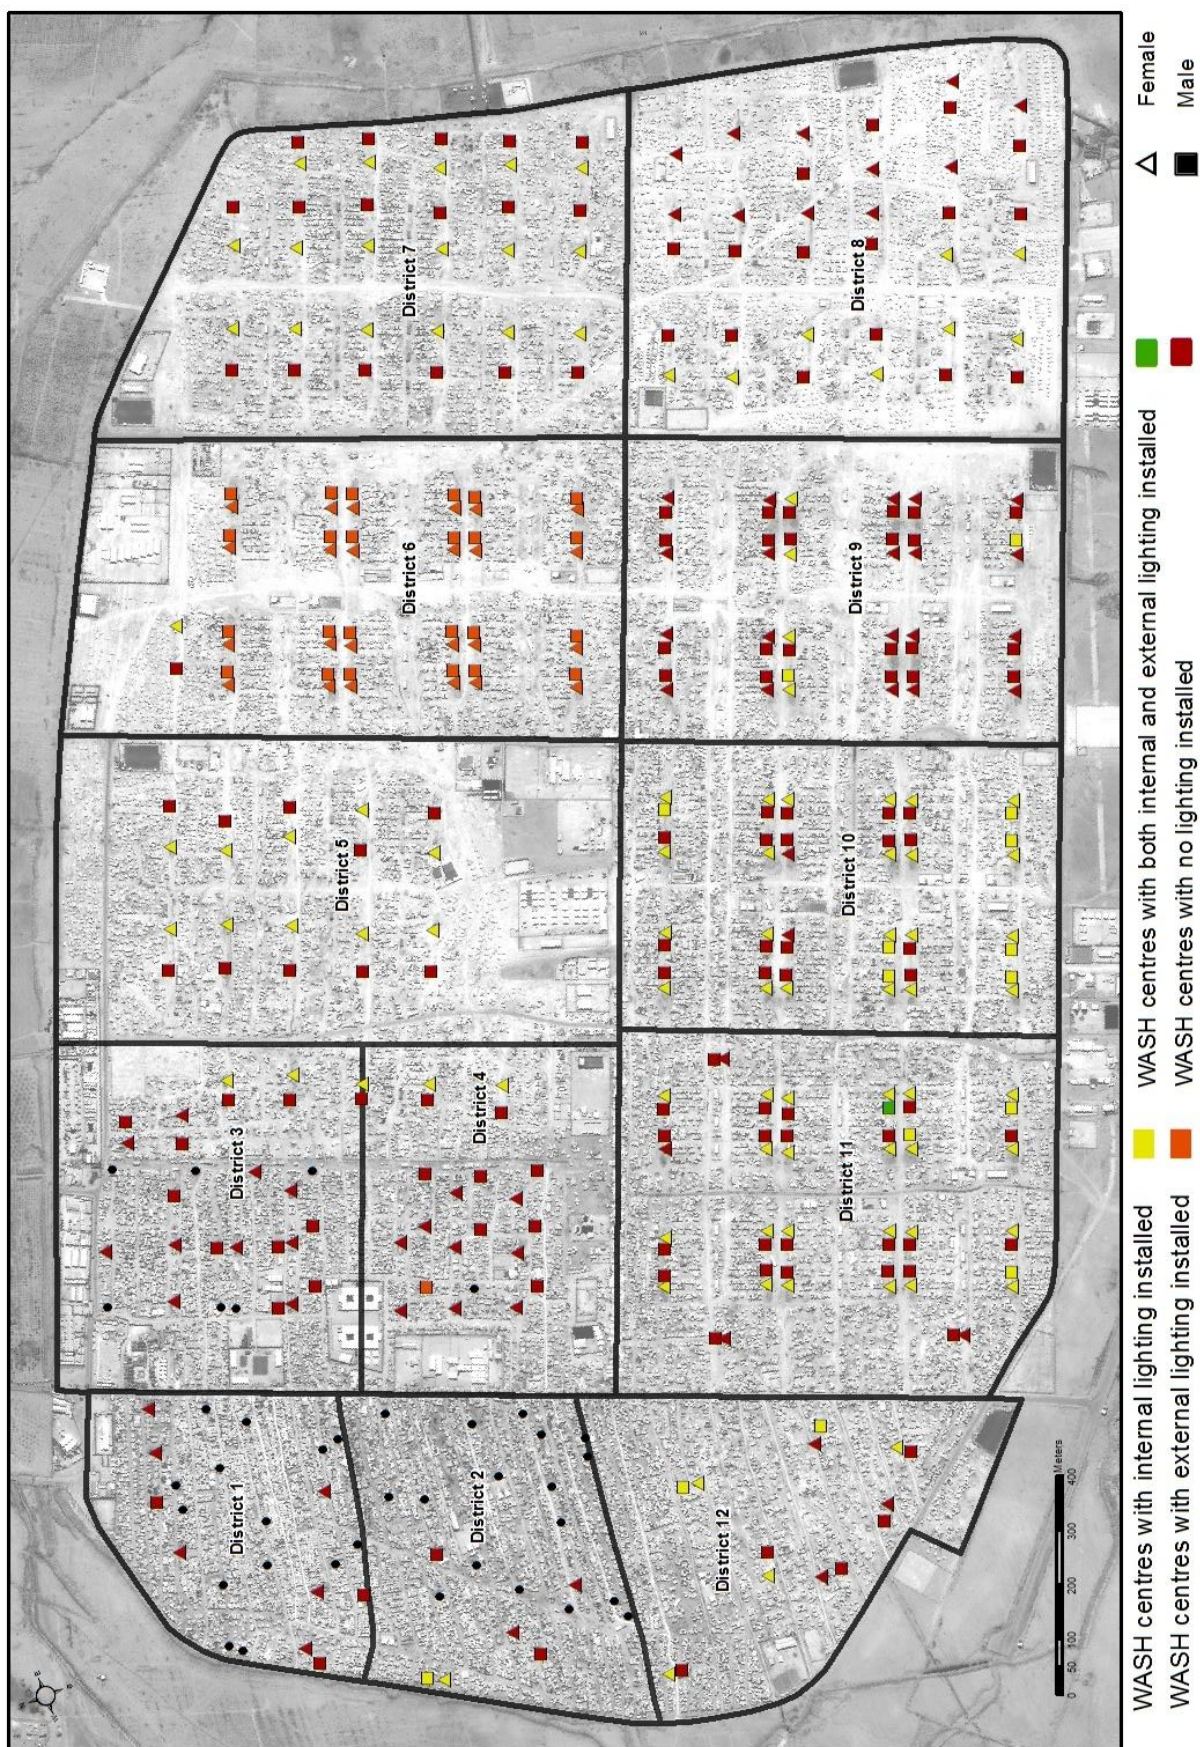 District 1
District 2
District 3
District 4
District 5
District 6
District 7
District 8
District 9
District 10
District 11
District 12
Meters
0 50 100 200 300 400
WASH centres with internal lighting installed
WASH centres with both internal and external lighting installed
Female
WASH centres with external lighting installed
WASH centres with no lighting installed
Male